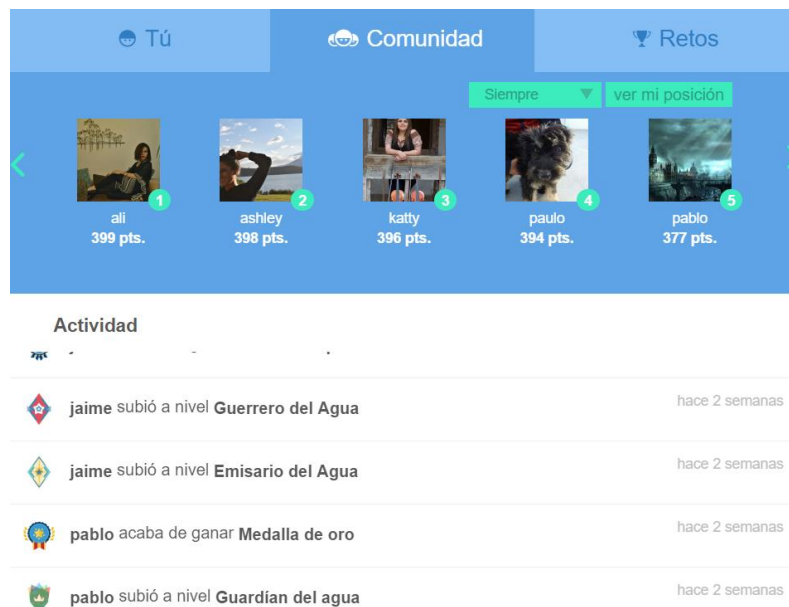 Tú
Comunidad
Retos
Siempre
ver mi posición
1
2
3
4
5
ali
ashley
katty
paulo
pablo
399 pts.
398 pts.
396 pts.
394 pts.
377 pts.
Actividad
jaime subió a nivel Guerrero del Agua
hace 2 semanas
jaime subió a nivel Emisario del Agua
hace 2 semanas
pablo acaba de ganar Medalla de oro
hace 2 semanas
pablo subió a nivel Guardían del agua
hace 2 semanas